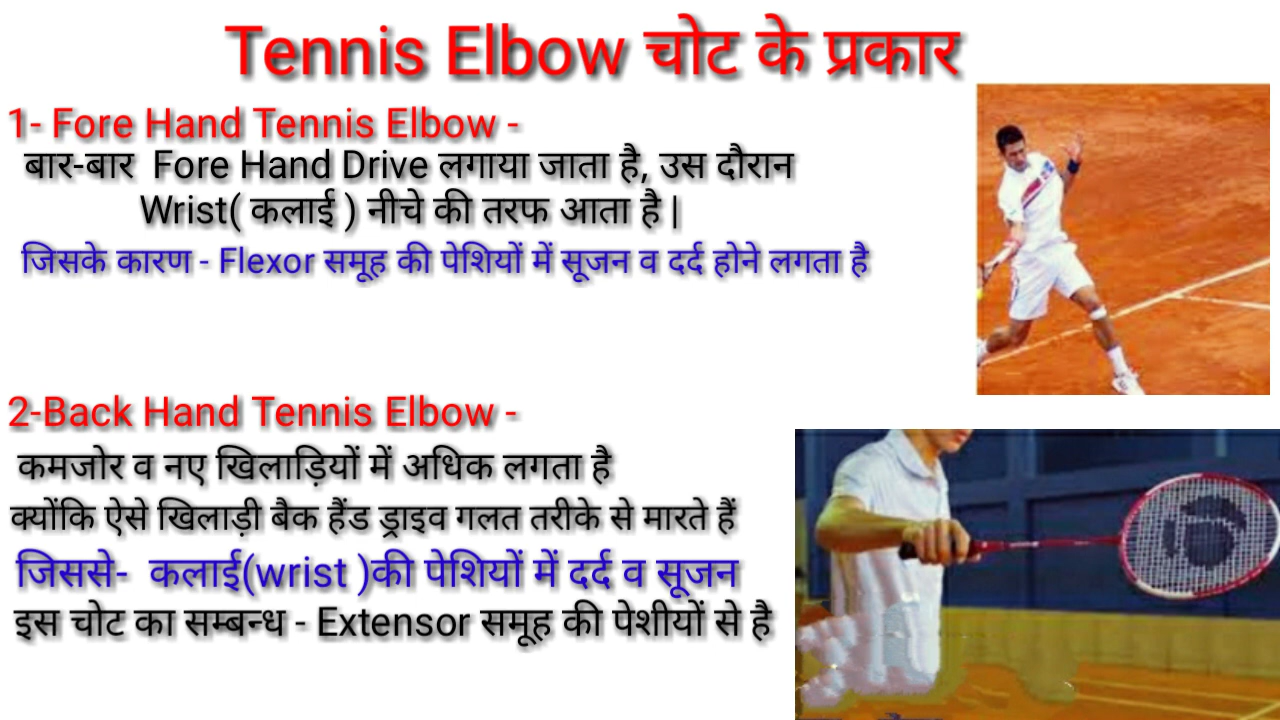 Tennis Elbow चोट के प्रकार
1- Fore Hand Tennis Elbow -
बार-बार Fore Hand Drive लगाया जाता है, उस दौरान
Wrist( कलाई ) नीचे की तरफ आता है |
जिसके कारण - Flexor समूह की पेशियों में सूजन व दर्द होने लगता है
2-Back Hand Tennis Elbow -
कमजोर व नए खिलाड़ियों में अधिक लगता है
क्योंकि ऐसे खिलाड़ी बैक हैंड ड्राइव गलत तरीके से मारते हैं
जिससे- कलाई(wrist )की पेशियों में दर्द व सूजन
इस चोट का सम्बन्ध - Extensor समूह की पेशीयों से है